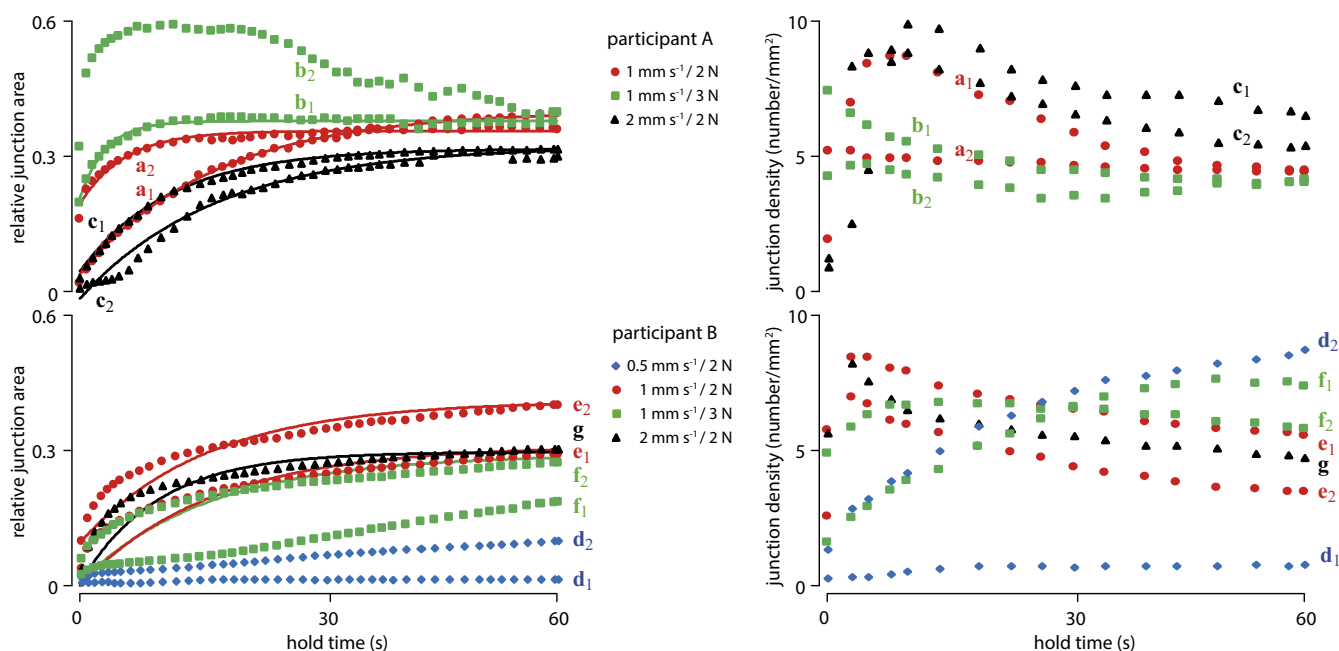 relative junction area
0.6
0.3
0
b₂
b₁
a₂
a₁
c₁
c₂
participant A
1 mm s⁻¹/ 2 N
1 mm s⁻¹/ 3 N
2 mm s⁻¹/ 2 N
junction density (number/mm²)
10
5
0
a₁
b₁
a₂
b₂
c₁
c₂
relative junction area
0.6
0.3
0
e₂
g
e₁
f₂
f₁
d₂
d₁
0
30
60
hold time (s)
participant B
0.5 mm s⁻¹/ 2 N
1 mm s⁻¹/ 2 N
1 mm s⁻¹/ 3 N
2 mm s⁻¹/ 2 N
junction density (number/mm²)
10
5
0
d₂
f₁
f₂
e₁
g
e₂
d₁
0
30
60
hold time (s)